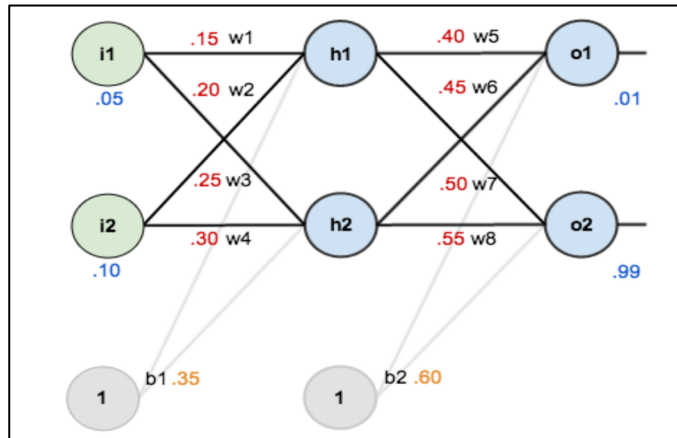 i1 .15 w1 h1 .40 w5 o1
.20 w2 .45 w6
.05 .01
.25 w3 .50 w7
i2 .30 w4 h2 .55 w8 o2
.10 .99
b1 .35 b2 .60
1 1